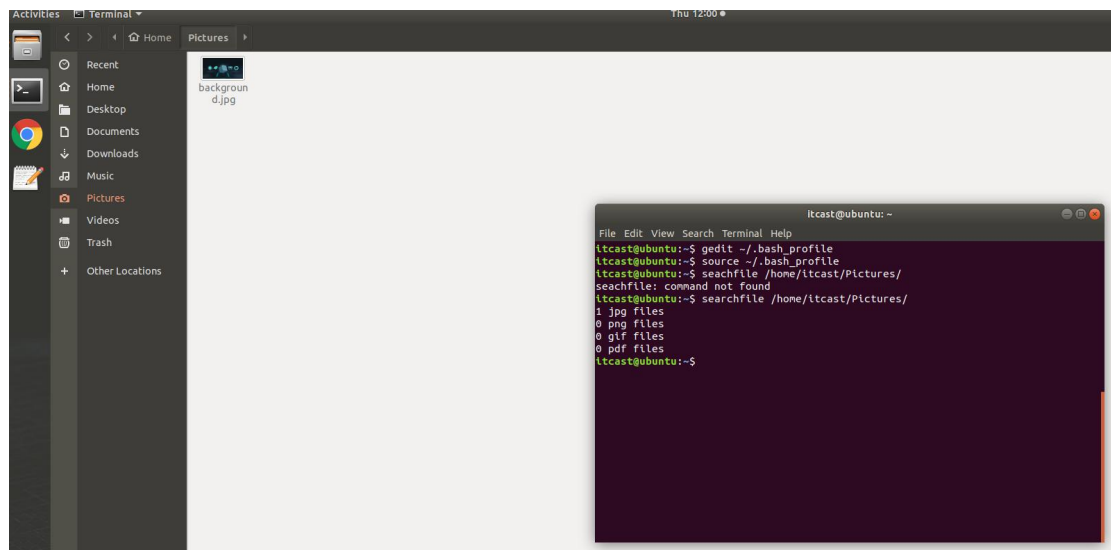 Activities Terminal Thu 12:00
Home Pictures
Recent
Home
Desktop
Documents
Downloads
Music
Pictures
Videos
Trash
+ Other Locations
backgroun
d.jpg
itcast@ubuntu: ~
File Edit View Search Terminal Help
itcast@ubuntu:~$ gedit ~/.bash_profile
itcast@ubuntu:~$ source ~/.bash_profile
itcast@ubuntu:~$ seachfile /home/itcast/Pictures/
seachfile: command not found
itcast@ubuntu:~$ searchfile /home/itcast/Pictures/
1 jpg files
0 png files
0 gif files
0 pdf files
itcast@ubuntu:~$